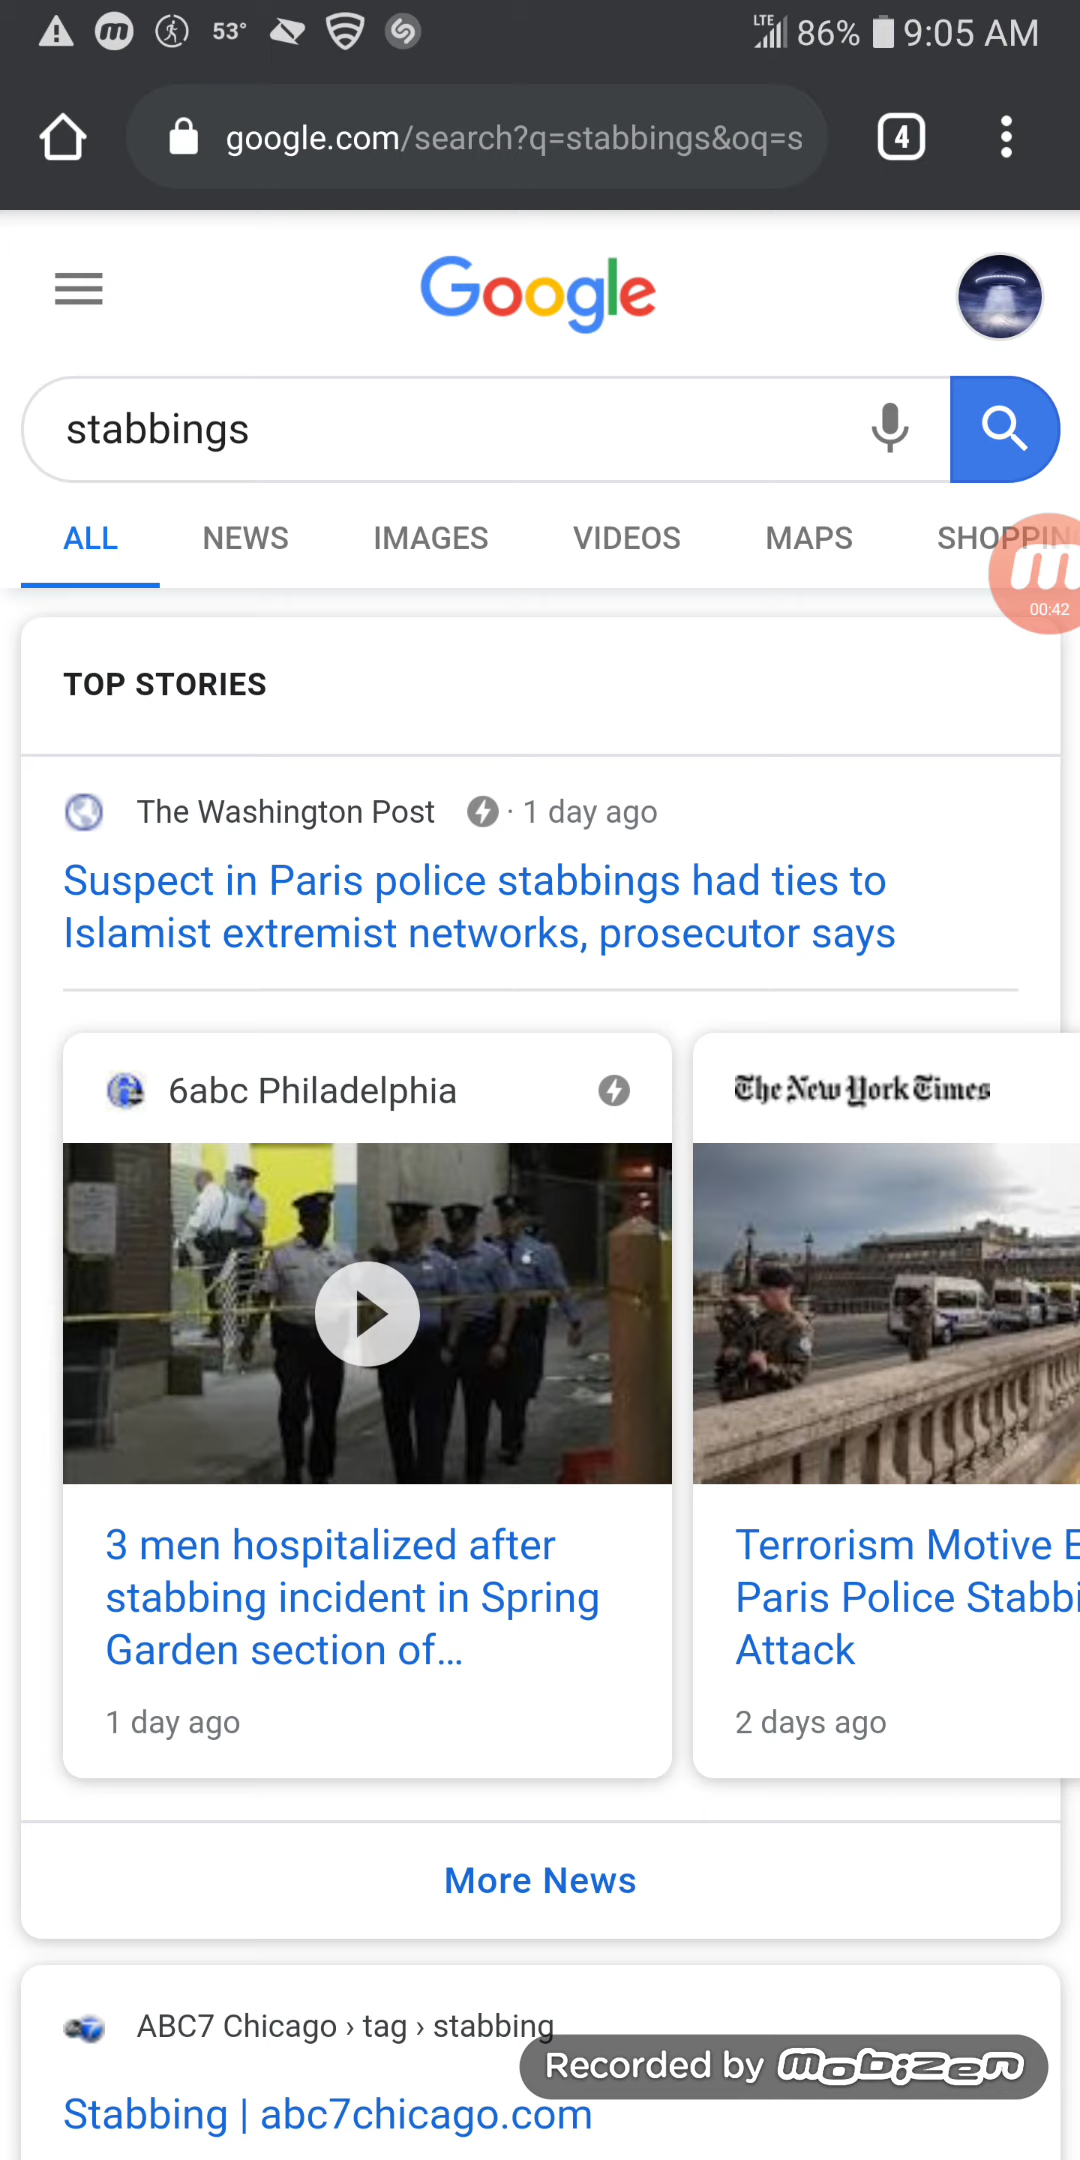 53°
LTE 86% 9:05 AM
google.com/search?q=stabbings&oq=s
4
Google
stabbings
ALL NEWS IMAGES VIDEOS MAPS SHOPPIN
m
00:42
TOP STORIES
The Washington Post · 1 day ago
Suspect in Paris police stabbings had ties to
Islamist extremist networks, prosecutor says
6abc Philadelphia
3 men hospitalized after
stabbing incident in Spring
Garden section of...
1 day ago
The New York Times
Terrorism Motive E
Paris Police Stabbi
Attack
2 days ago
More News
ABC7 Chicago › tag › stabbing
Stabbing | abc7chicago.com
Recorded by mobizen